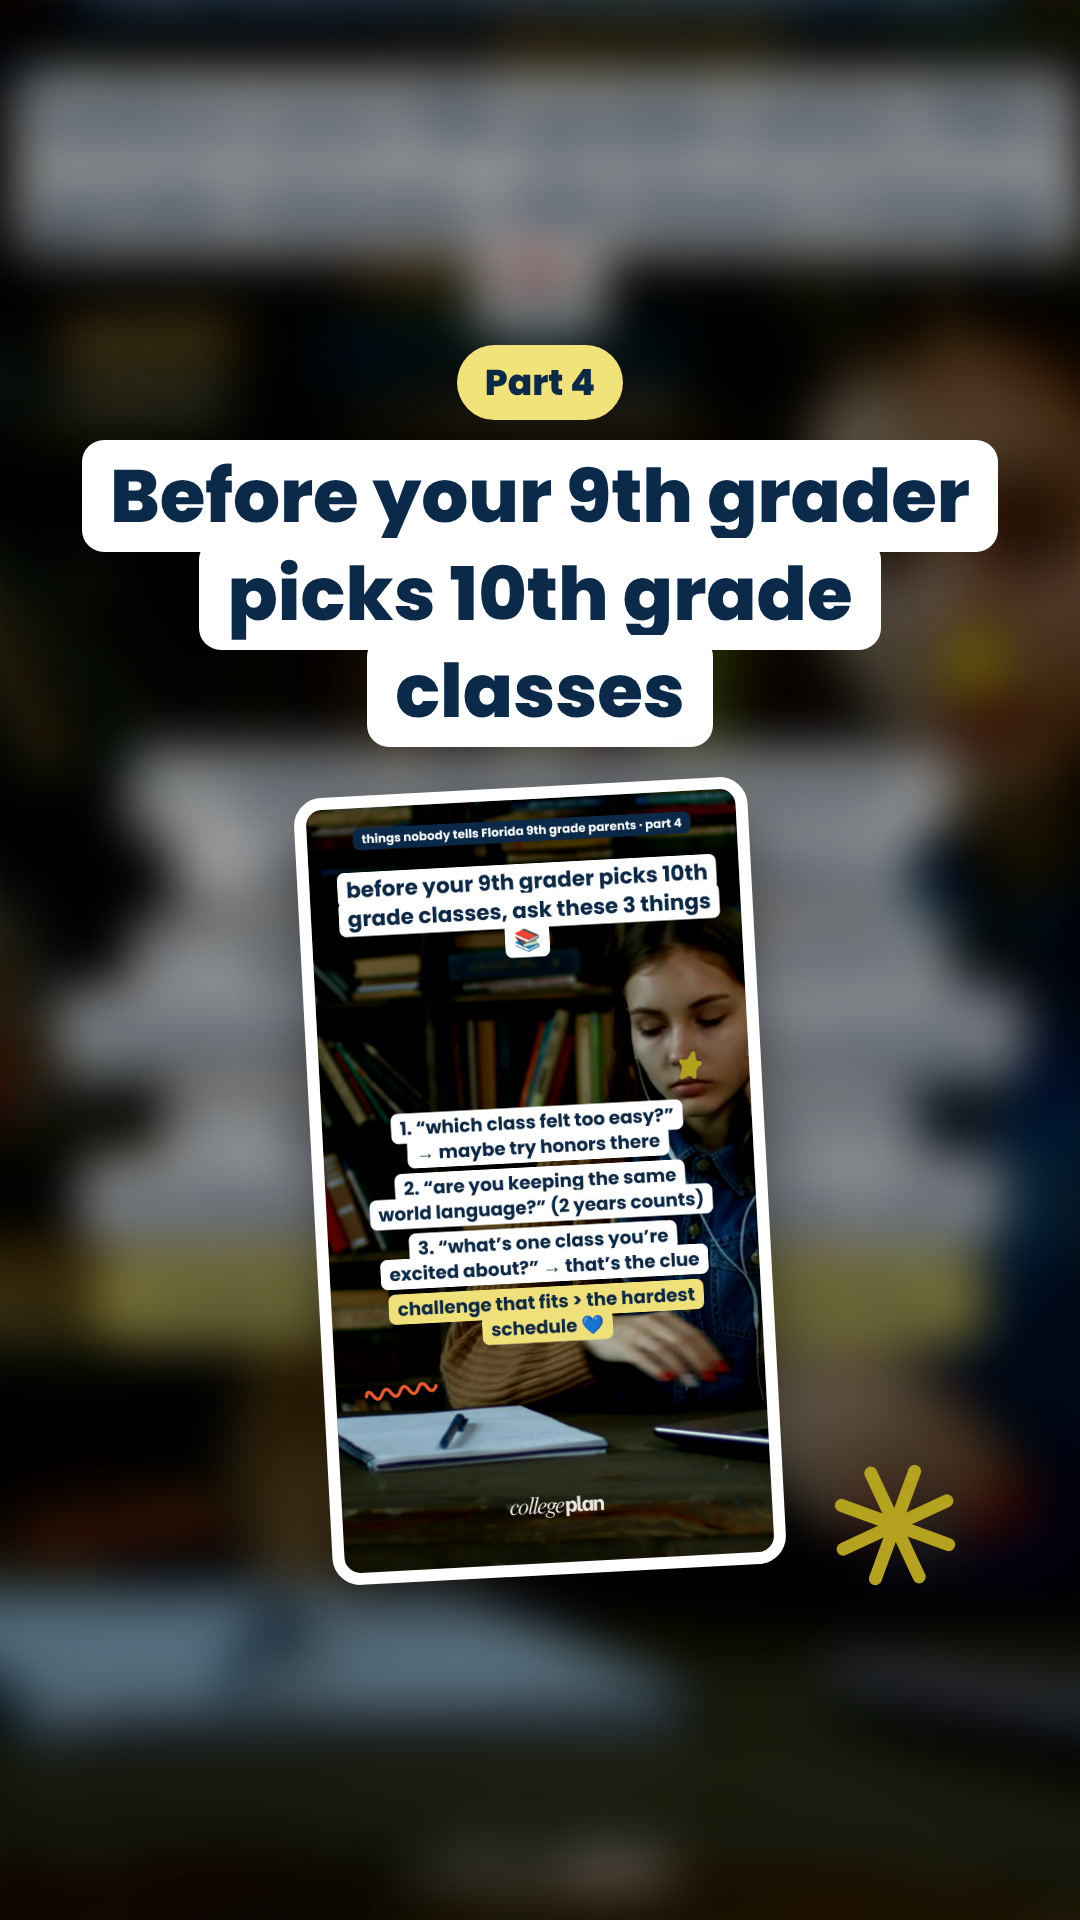 Part 4
Before your 9th grader
picks 10th grade
classes
things nobody tells Florida 9th grade parents · part 4
before your 9th grader picks 10th
grade classes, ask these 3 things
📚
1. “which class felt too easy?”
→ maybe try honors there
2. “are you keeping the same
world language?” (2 years counts)
3. “what’s one class you’re
excited about?” → that’s the clue
challenge that fits > the hardest
schedule 💙
collegeplan